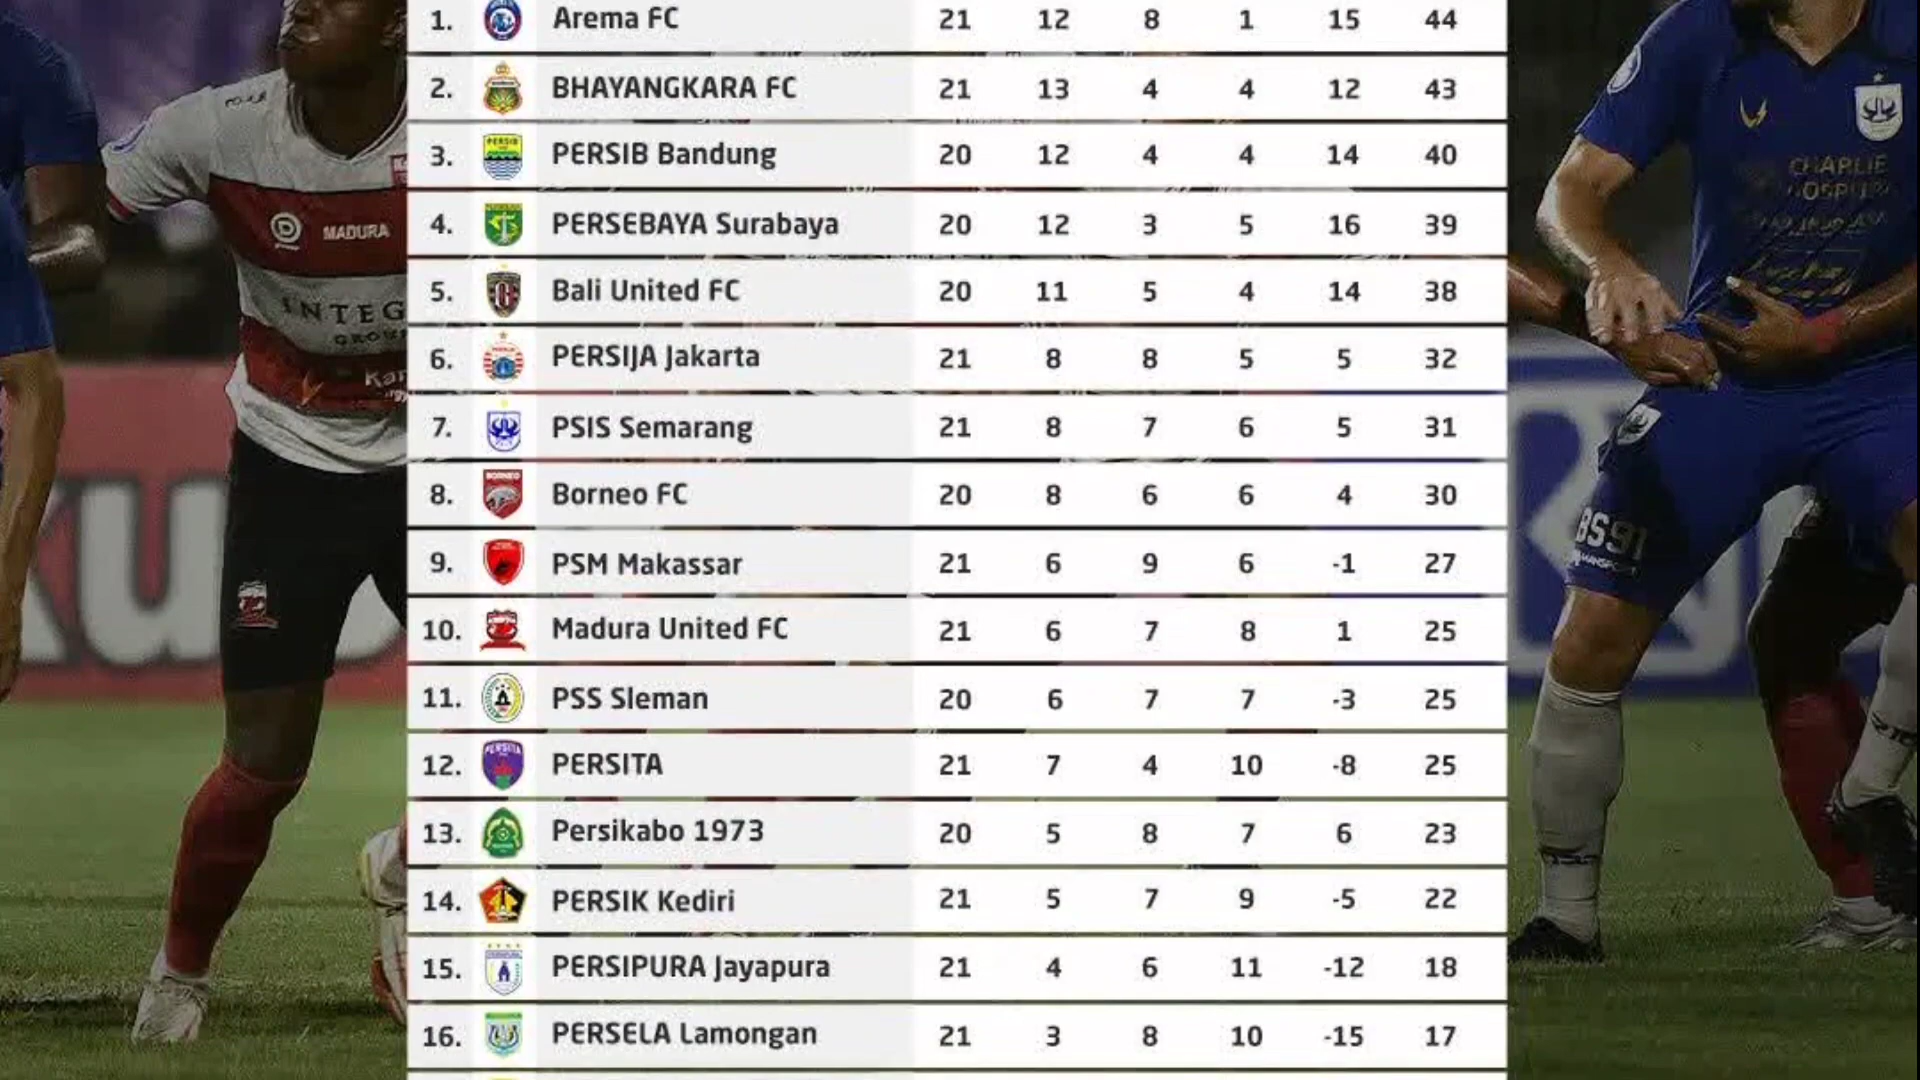 1. Arema FC 21 12 8 1 15 44
2. BHAYANGKARA FC 21 13 4 4 12 43
3. PERSIB Bandung 20 12 4 4 14 40
4. PERSEBAYA Surabaya 20 12 3 5 16 39
5. Bali United FC 20 11 5 4 14 38
6. PERSIJA Jakarta 21 8 8 5 5 32
7. PSIS Semarang 21 8 7 6 5 31
8. Borneo FC 20 8 6 6 4 30
9. PSM Makassar 21 6 9 6 -1 27
10. Madura United FC 21 6 7 8 1 25
11. PSS Sleman 20 6 7 7 -3 25
12. PERSITA 21 7 4 10 -8 25
13. Persikabo 1973 20 5 8 7 6 23
14. PERSIK Kediri 21 5 7 9 -5 22
15. PERSIPURA Jayapura 21 4 6 11 -12 18
16. PERSELA Lamongan 21 3 8 10 -15 17
MADURA
INTEG
KU
CHARLIE
BS91